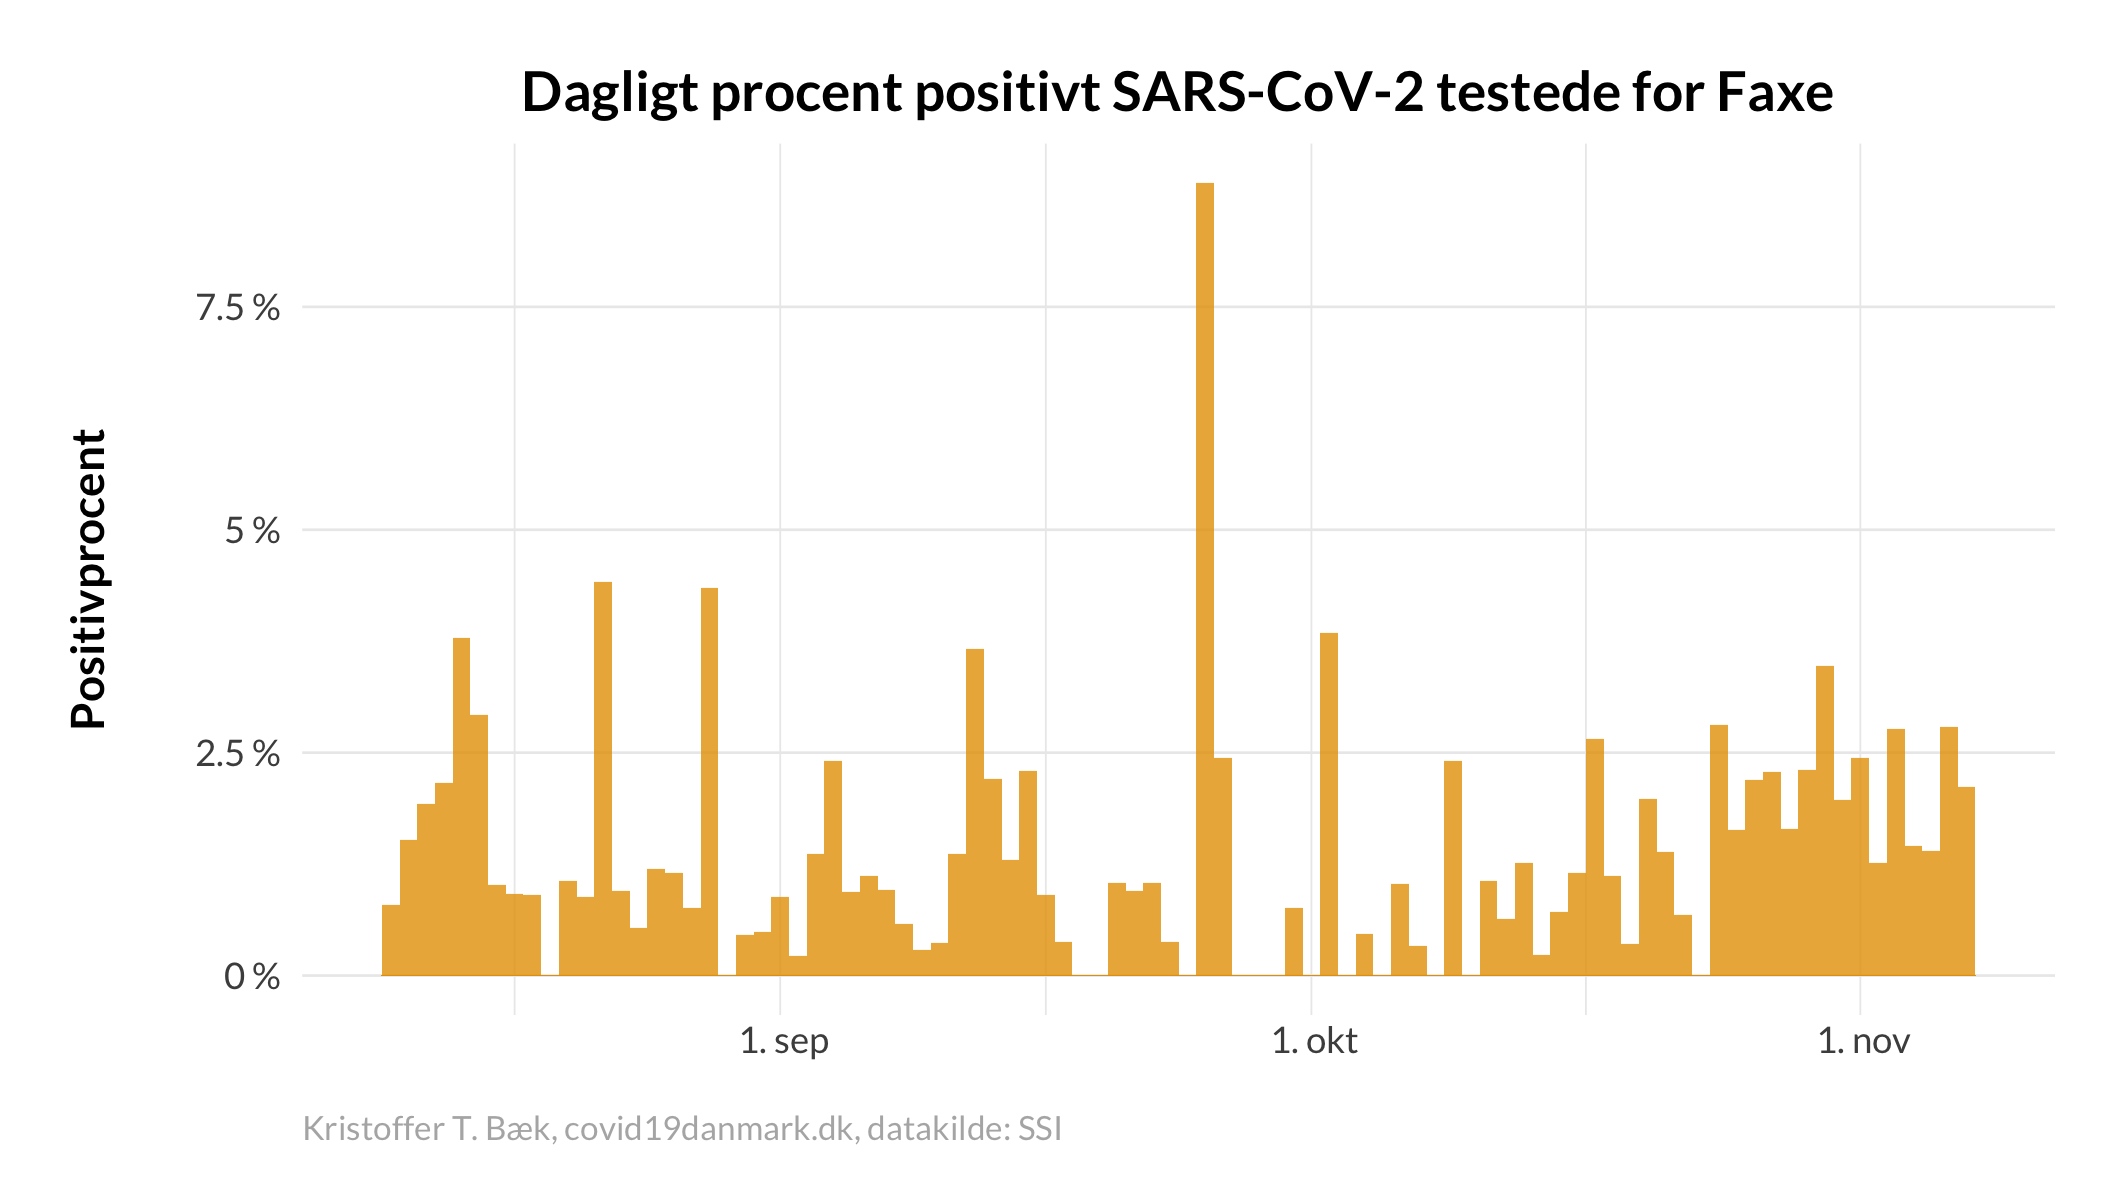 Dagligt procent positivt SARS-CoV-2 testede for Faxe
Positivprocent
7.5 %
5 %
2.5 %
0 %
1. sep
1. okt
1. nov
Kristoffer T. Bæk, covid19danmark.dk, datakilde: SSI